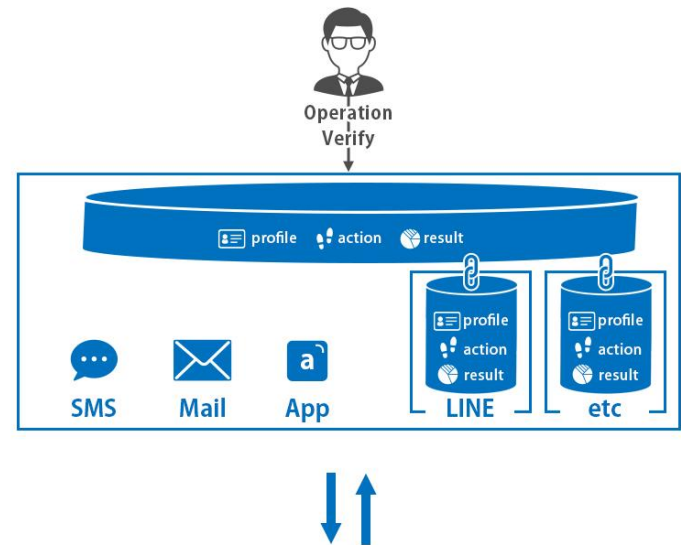 Operation
Verify
profile action result
profile
action
result
profile
action
result
a
SMS Mail App LINE etc